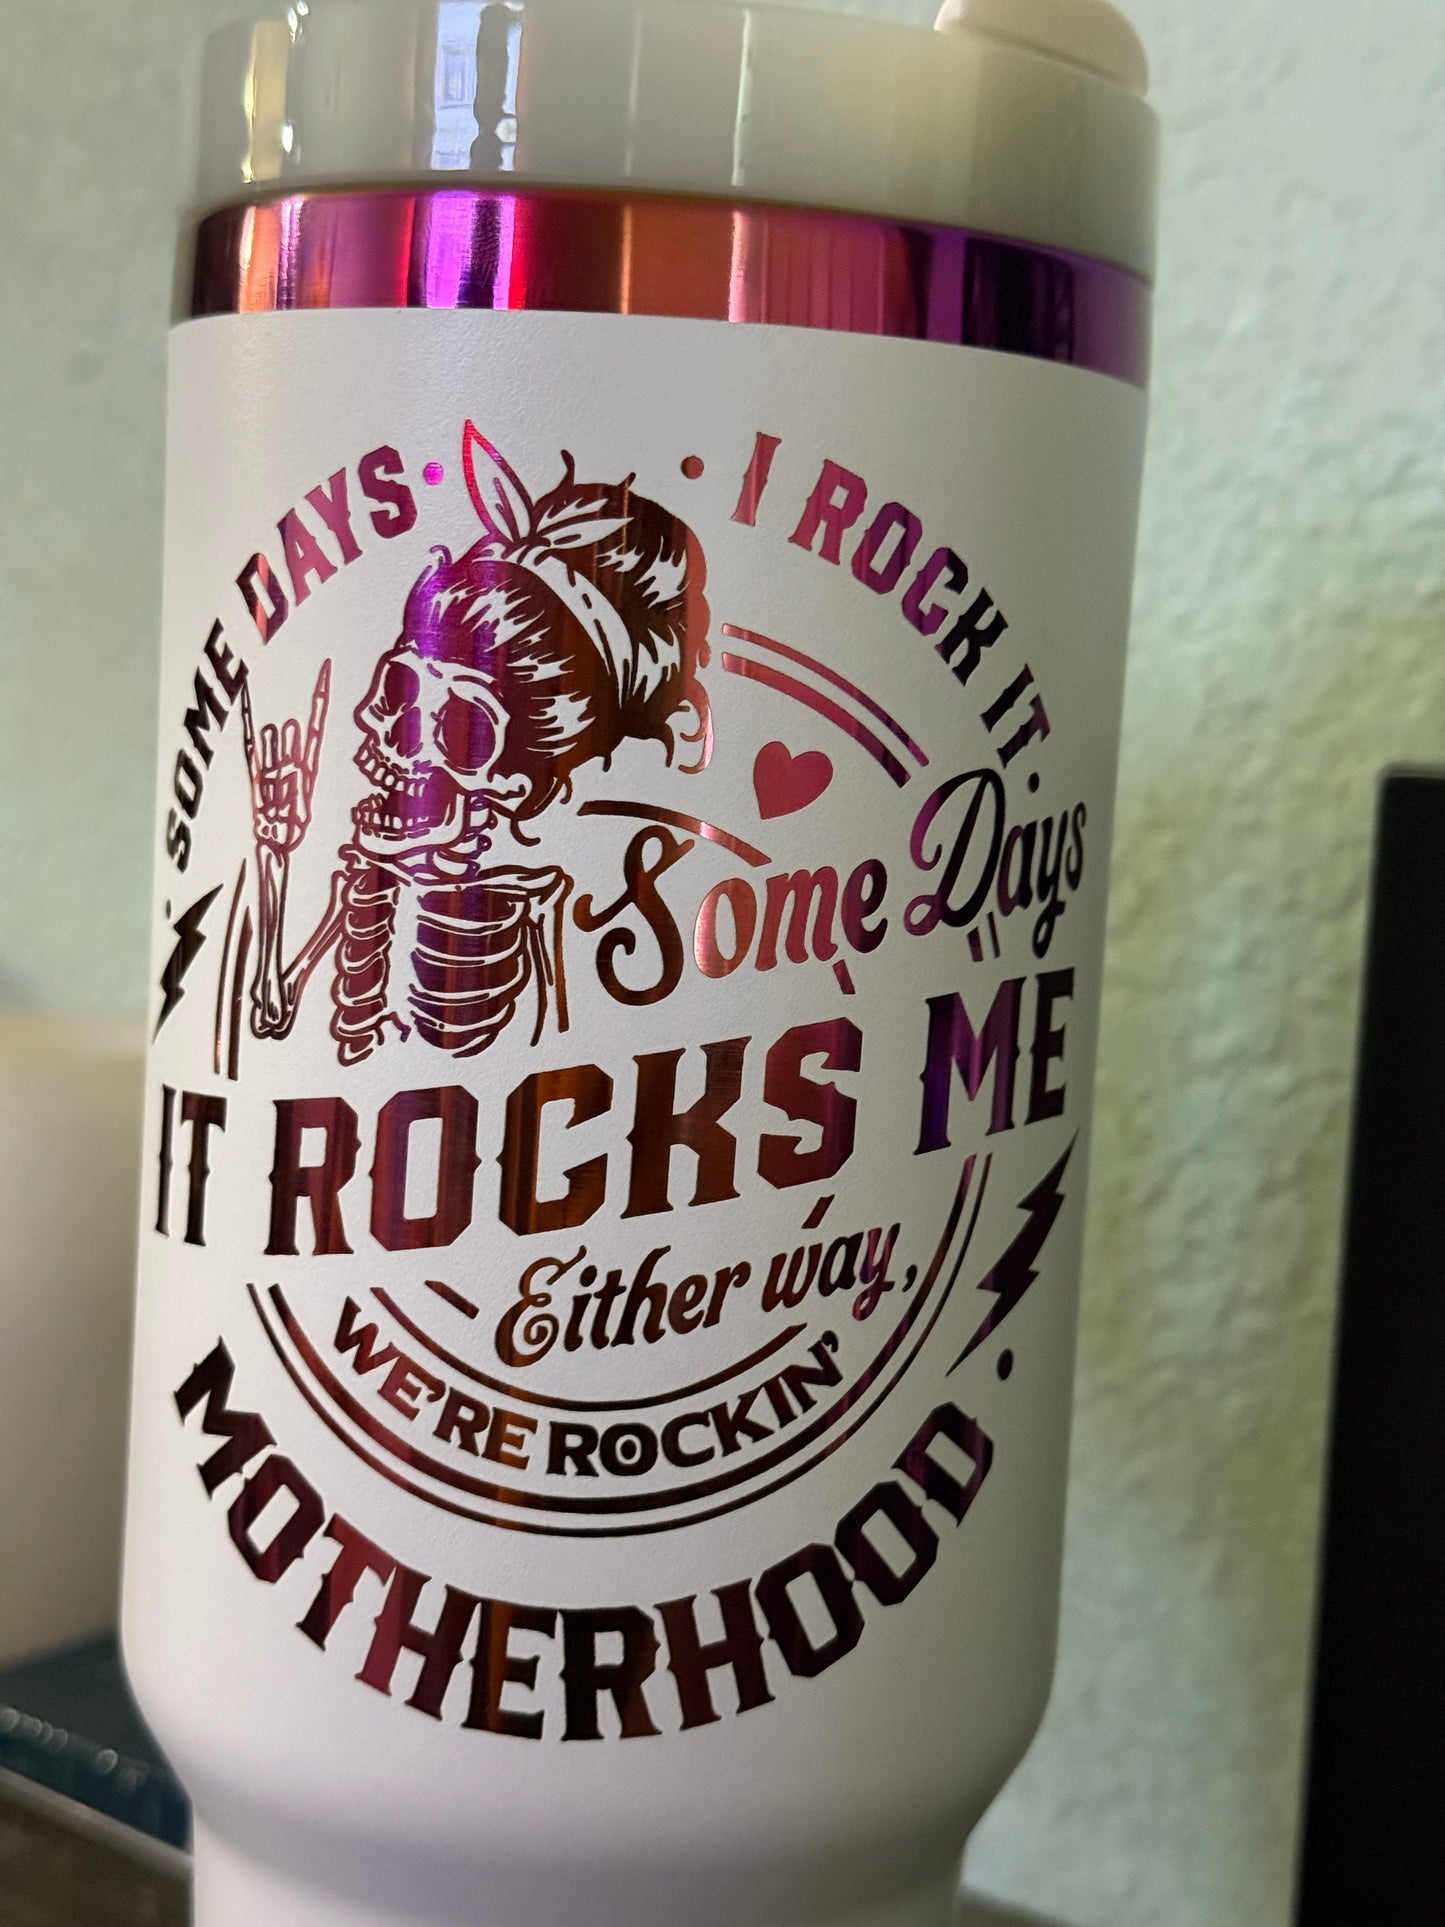 SOME DAYS • I ROCK IT.
Some Days
IT ROCKS ME
Either way,
WE'RE ROCKIN'
MOTHERHOOD